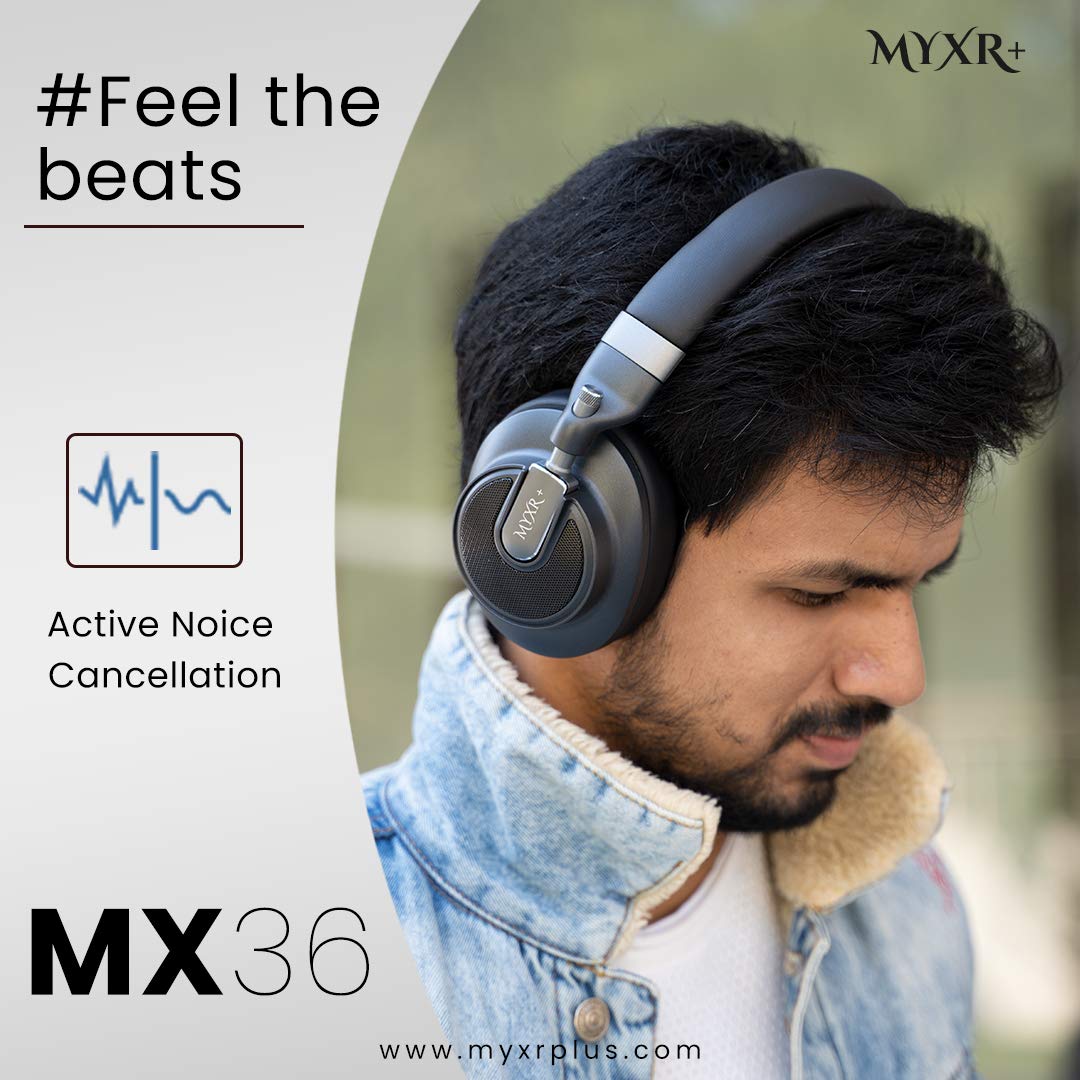 MYXR+
#Feel the
beats
MYXR+
Active Noice
Cancellation
MX36
www.myxrplus.com